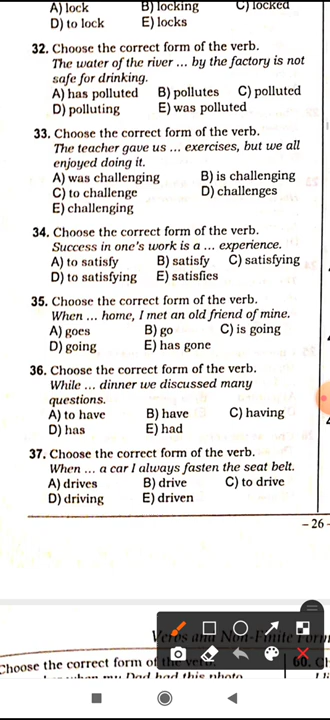 A) lock B) locking C) locked
D) to lock E) locks
32. Choose the correct form of the verb.
The water of the river ... by the factory is not
safe for drinking.
A) has polluted B) pollutes C) polluted
D) polluting E) was polluted
33. Choose the correct form of the verb.
The teacher gave us ... exercises, but we all
enjoyed doing it.
A) was challenging B) is challenging
C) to challenge D) challenges
E) challenging
34. Choose the correct form of the verb.
Success in one's work is a ... experience.
A) to satisfy B) satisfy C) satisfying
D) to satisfying E) satisfies
35. Choose the correct form of the verb.
When ... home, I met an old friend of mine.
A) goes B) go C) is going
D) going E) has gone
36. Choose the correct form of the verb.
While ... dinner we discussed many
questions.
A) to have B) have C) having
D) has E) had
37. Choose the correct form of the verb.
When ... a car I always fasten the seat belt.
A) drives B) drive C) to drive
D) driving E) driven
– 26 –
Verbs and Non-Finite Form
Choose the correct form of the verb. 60. Ch
my Dad had this photo